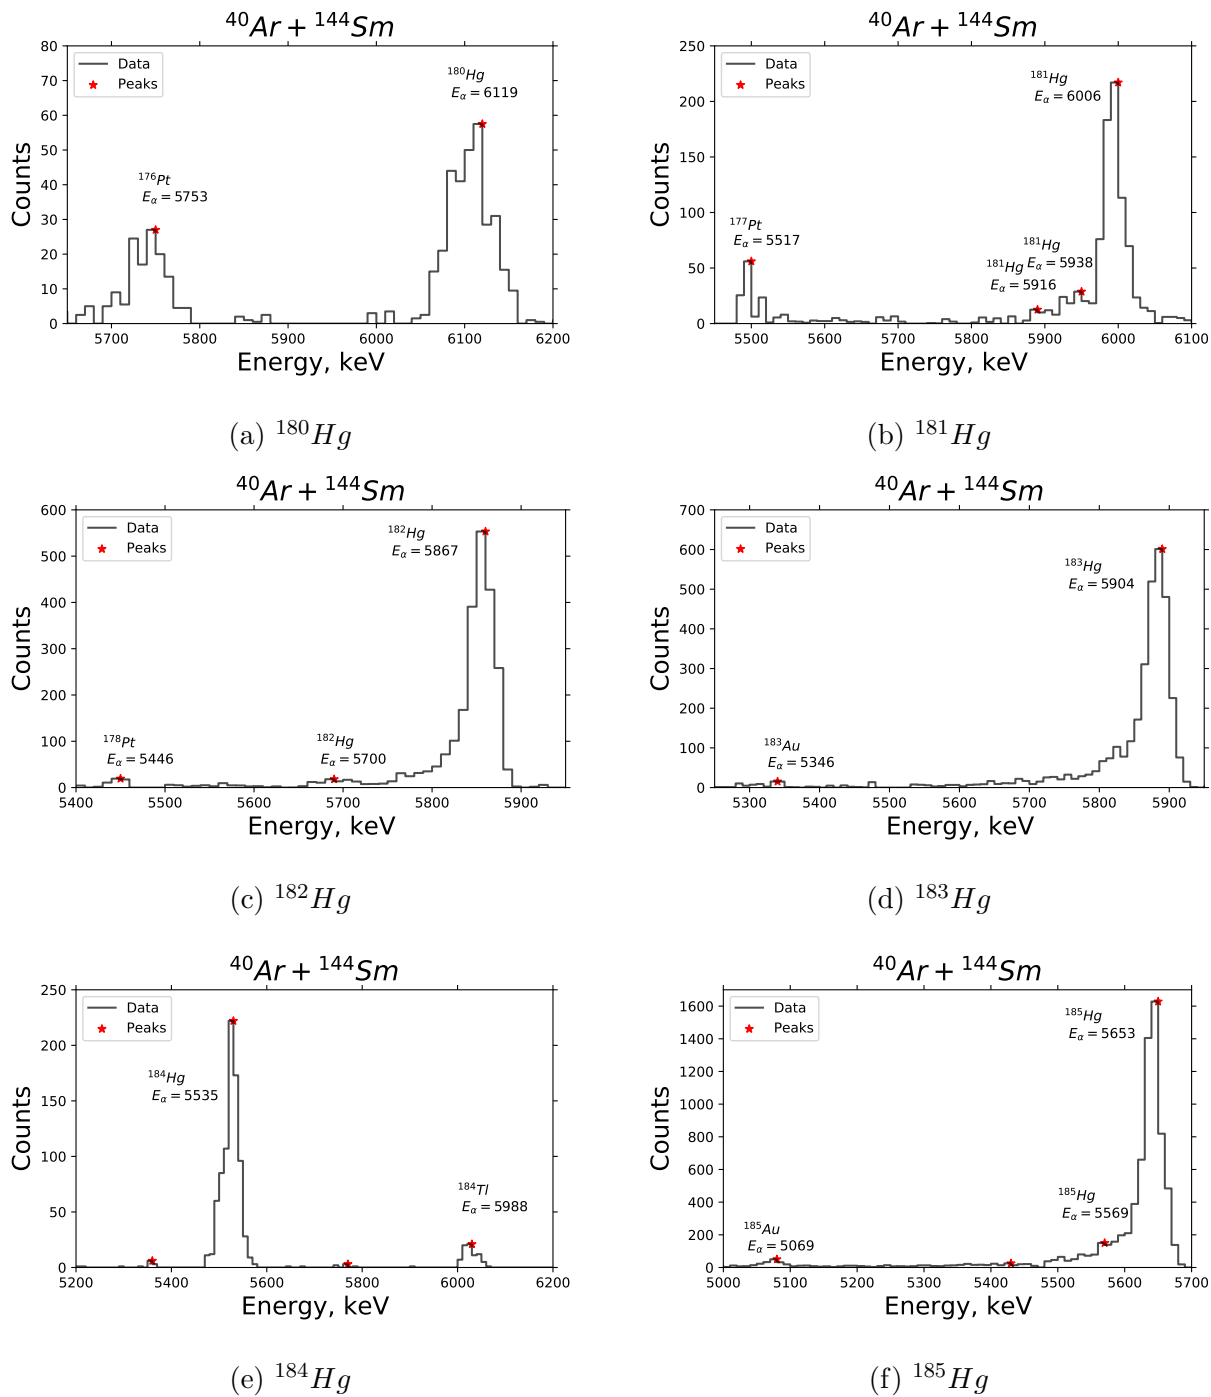 ⁴⁰Ar + ¹⁴⁴Sm
Data
Peaks
¹⁸⁰Hg
Eα = 6119
¹⁷⁶Pt
Eα = 5753
Counts
0 10 20 30 40 50 60 70 80
5700 5800 5900 6000 6100 6200
Energy, keV
(a) ¹⁸⁰Hg
⁴⁰Ar + ¹⁴⁴Sm
Data
Peaks
¹⁸¹Hg
Eα = 6006
¹⁷⁷Pt
Eα = 5517
¹⁸¹Hg
Eα = 5938
¹⁸¹Hg
Eα = 5916
Counts
0 50 100 150 200 250
5500 5600 5700 5800 5900 6000 6100
Energy, keV
(b) ¹⁸¹Hg
⁴⁰Ar + ¹⁴⁴Sm
Data
Peaks
¹⁸²Hg
Eα = 5867
¹⁷⁸Pt
Eα = 5446
¹⁸²Hg
Eα = 5700
Counts
0 100 200 300 400 500 600
5400 5500 5600 5700 5800 5900
Energy, keV
(c) ¹⁸²Hg
⁴⁰Ar + ¹⁴⁴Sm
Data
Peaks
¹⁸³Hg
Eα = 5904
¹⁸³Au
Eα = 5346
Counts
0 100 200 300 400 500 600 700
5300 5400 5500 5600 5700 5800 5900
Energy, keV
(d) ¹⁸³Hg
⁴⁰Ar + ¹⁴⁴Sm
Data
Peaks
¹⁸⁴Hg
Eα = 5535
¹⁸⁴Tl
Eα = 5988
Counts
0 50 100 150 200 250
5200 5400 5600 5800 6000 6200
Energy, keV
(e) ¹⁸⁴Hg
⁴⁰Ar + ¹⁴⁴Sm
Data
Peaks
¹⁸⁵Hg
Eα = 5653
¹⁸⁵Hg
Eα = 5569
¹⁸⁵Au
Eα = 5069
Counts
0 200 400 600 800 1000 1200 1400 1600
5000 5100 5200 5300 5400 5500 5600 5700
Energy, keV
(f) ¹⁸⁵Hg